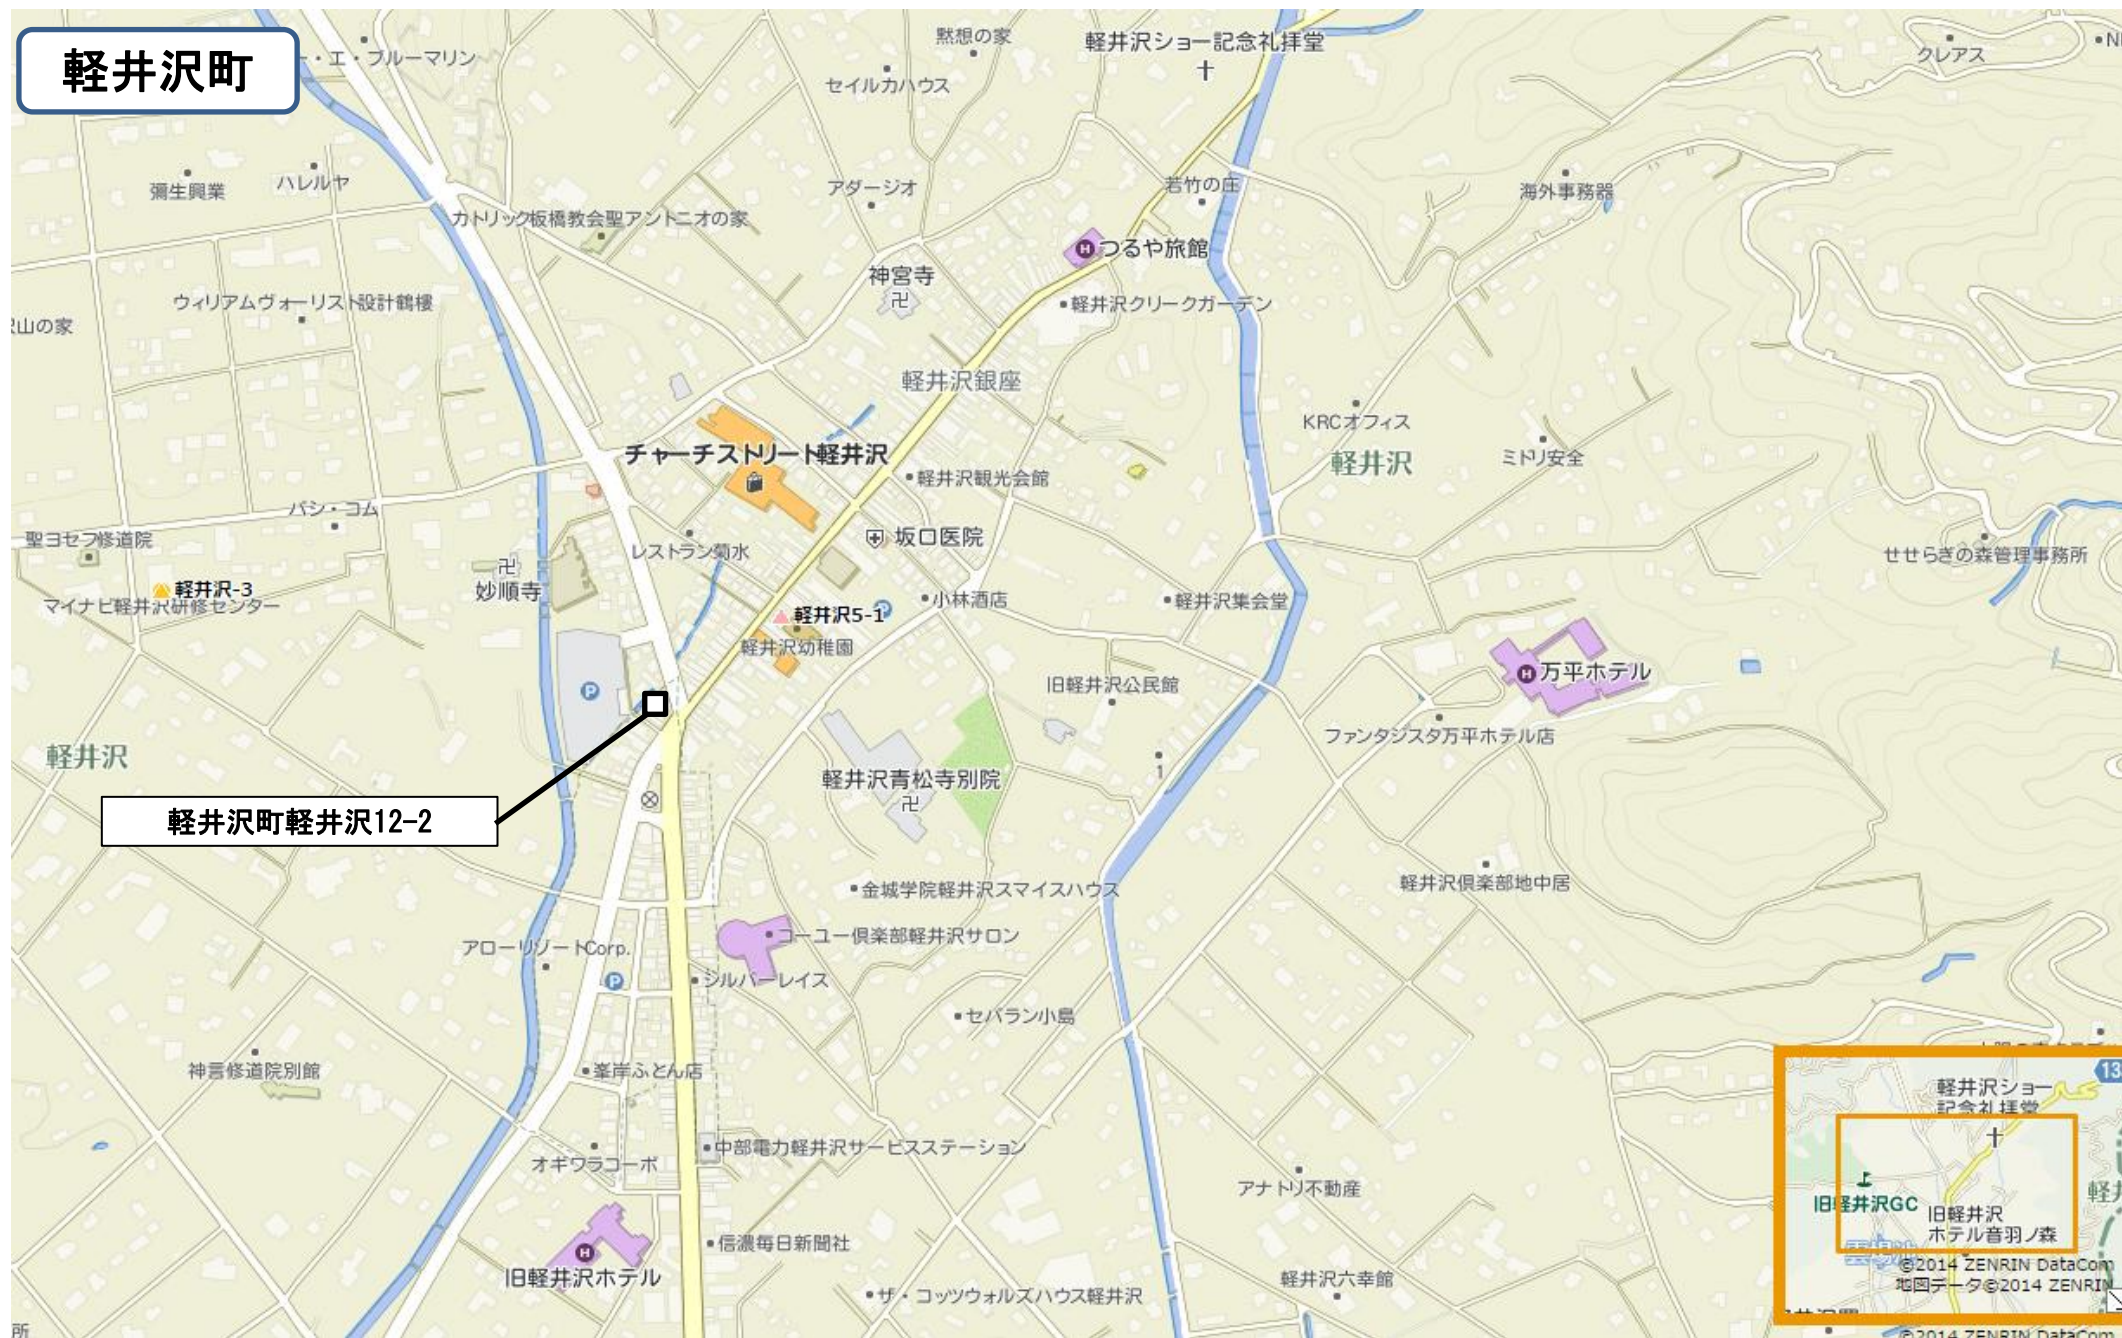 軽井沢町
・エ・ブルーマリン
黙想の家
軽井沢ショー記念礼拝堂
クレアス
セイルカハウス
彌生興業
ハレルヤ
カトリック板橋教会聖アントニオの家
アダージオ
若竹の庄
海外事務器
つるや旅館
神宮寺
軽井沢クリークガーデン
ウィリアムヴォーリスト設計鶴樓
山の家
軽井沢銀座
KRCオフィス
軽井沢
ミドリ安全
チャーチストリート軽井沢
軽井沢観光会館
パシ・コム
坂口医院
聖ヨセフ修道院
レストラン菊水
せせらぎの森管理事務所
妙順寺
軽井沢-3
マイナビ軽井沢研修センター
小林酒店
軽井沢集会堂
軽井沢5-1
軽井沢幼稚園
P
P
旧軽井沢公民館
万平ホテル
ファンタジスタ万平ホテル店
軽井沢
軽井沢青松寺別院
1
軽井沢町軽井沢12-2
金城学院軽井沢スマイスハウス
軽井沢倶楽部地中居
コーユー倶楽部軽井沢サロン
アローリゾートCorp.
P
シルバーレイス
セバラン小島
神言修道院別館
峯岸ふとん店
中部電力軽井沢サービスステーション
オギワラコーポ
アナトリ不動産
信濃毎日新聞社
旧軽井沢ホテル
軽井沢六幸館
ザ・コッツウォルズハウス軽井沢
所
13
軽井沢ショー
記念礼拝堂
旧軽井沢GC
旧軽井沢
ホテル音羽ノ森
軽井
©2014 ZENRIN DataCom
地図データ©2014 ZENRIN
©2014 ZENRIN DataCom